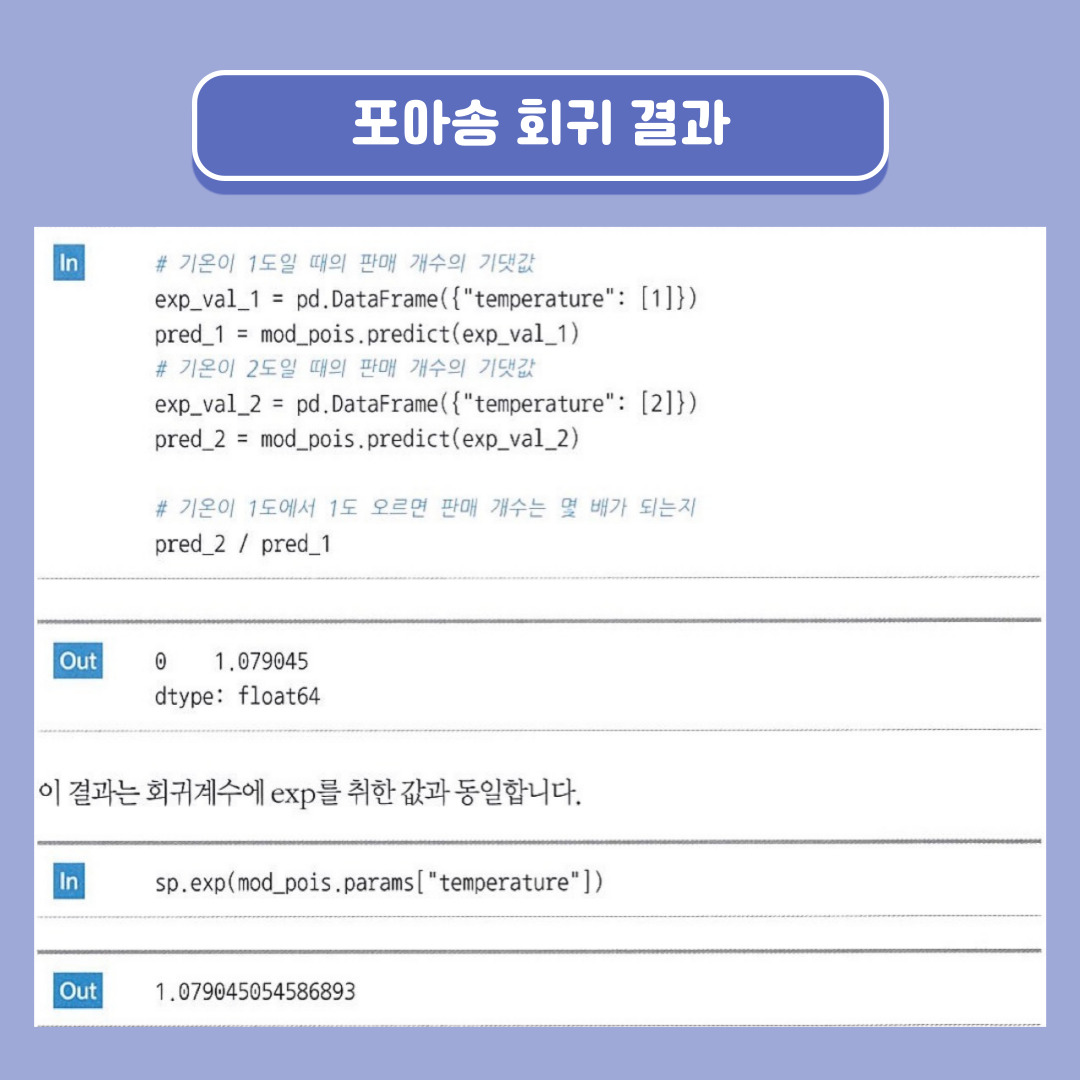 포아송 회귀 결과
In
# 기온이 1도일 때의 판매 개수의 기댓값
exp_val_1 = pd.DataFrame({"temperature": [1]})
pred_1 = mod_pois.predict(exp_val_1)
# 기온이 2도일 때의 판매 개수의 기댓값
exp_val_2 = pd.DataFrame({"temperature": [2]})
pred_2 = mod_pois.predict(exp_val_2)
# 기온이 1도에서 1도 오르면 판매 개수는 몇 배가 되는지
pred_2 / pred_1
Out
0    1.079045
dtype: float64
이 결과는 회귀계수에 exp를 취한 값과 동일합니다.
In
sp.exp(mod_pois.params["temperature"])
Out
1.079045054586893